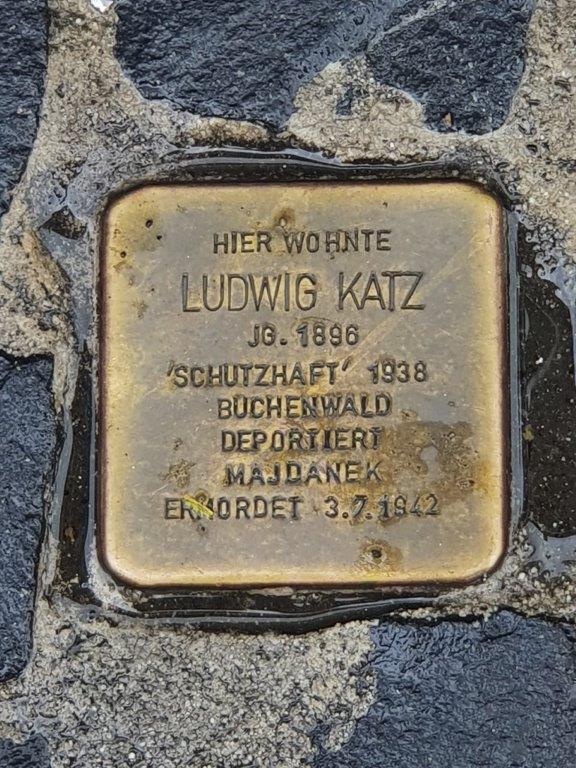 HIER WOHNTE
LUDWIG KATZ
JG. 1896
'SCHUTZHAFT' 1938
BUCHENWALD
DEPORTIERT
MAJDANEK
ERMORDET 3.7.1942